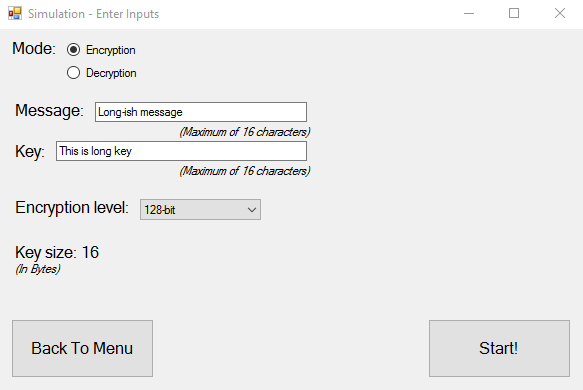 Simulation - Enter Inputs
Mode: Encryption
Decryption
Message: Long-ish message
(Maximum of 16 characters)
Key: This is long key
(Maximum of 16 characters)
Encryption level: 128-bit
Key size: 16
(In Bytes)
Back To Menu Start!